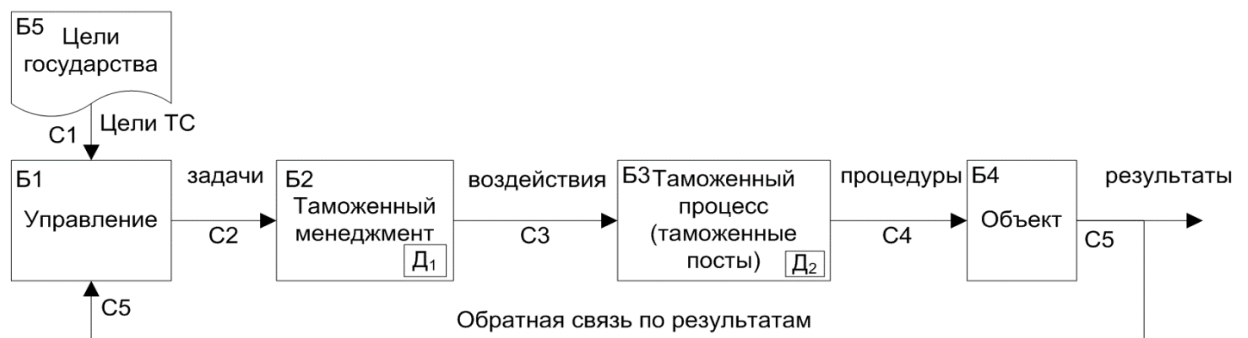 Б5
Цели
государства
С1
Цели ТС
Б1
Управление
задачи
С2
Б2
Таможенный
менеджмент
Д₁
воздействия
С3
Б3
Таможенный
процесс
(таможенные
посты)
Д₂
процедуры
С4
Б4
Объект
результаты
С5
С5
Обратная связь по результатам